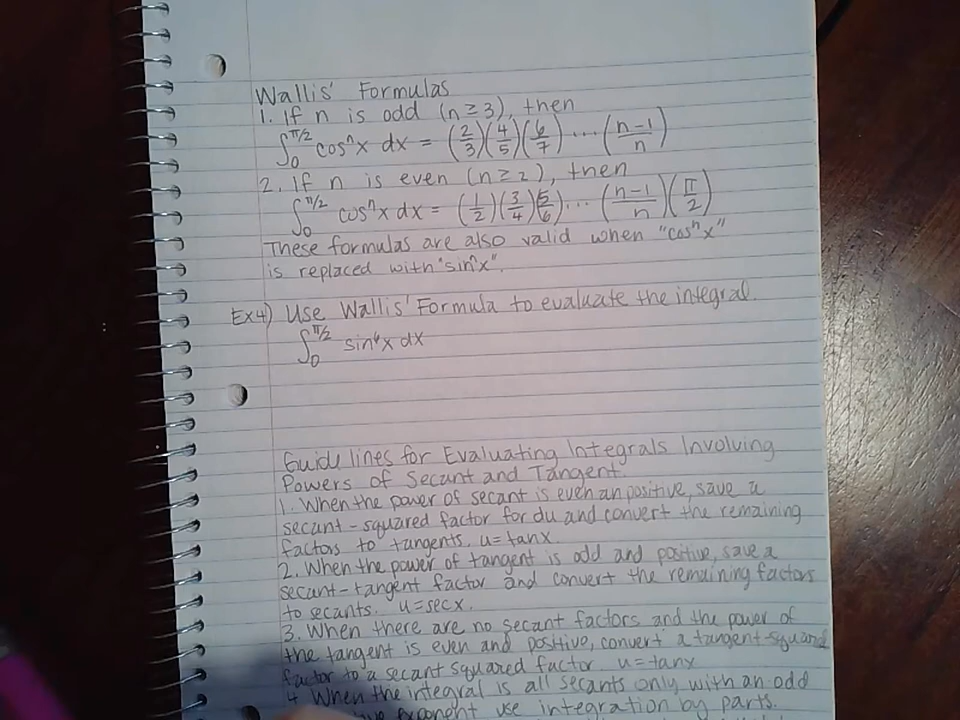 Wallis' Formulas
1. If n is odd (n ≥ 3), then
∫₀^π/2 cosⁿx dx = (2/3)(4/5)(6/7) ... (n-1/n)
2. If n is even (n ≥ 2), then
∫₀^π/2 cosⁿx dx = (1/2)(3/4)(5/6) ... (n-1/n)(π/2)
These formulas are also valid when "cosⁿx"
is replaced with "sinⁿx".
Ex4) Use Wallis' Formula to evaluate the integral.
∫₀^π/2 sin⁶x dx
Guidelines for Evaluating Integrals Involving
Powers of Secant and Tangent.
1. When the power of secant is even an positive, save a
secant-squared factor for du and convert the remaining
factors to tangents. u=tanx.
2. When the power of tangent is odd and positive, save a
secant-tangent factor and convert the remaining factors
to secants. u=secx.
3. When there are no secant factors and the power of
the tangent is even and positive, convert a tangent-squared
factor to a secant squared factor u=tanx
4. When the integral is all secants only with an odd
exponent use integration by parts.